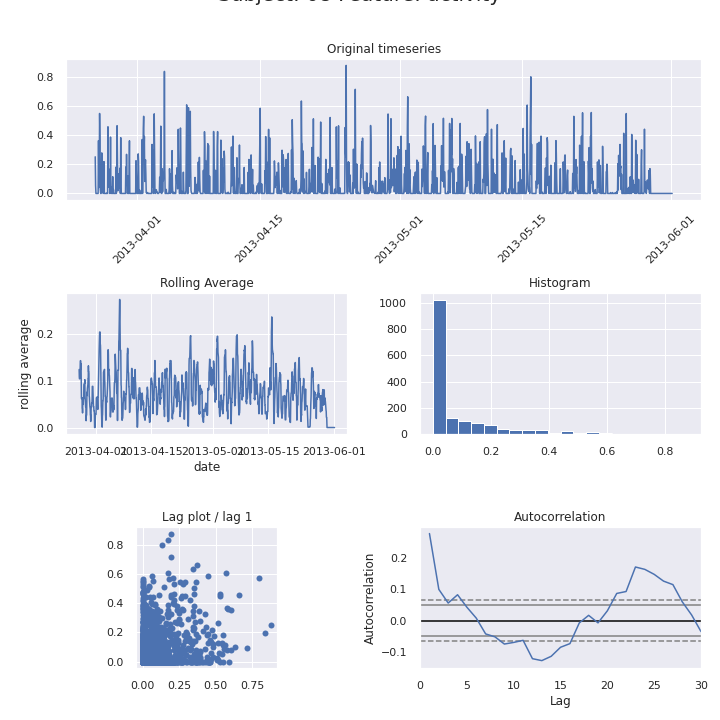 Original timeseries
0.8
0.6
0.4
0.2
0.0
2013-04-01
2013-04-15
2013-05-01
2013-05-15
2013-06-01
Rolling Average
rolling average
0.2
0.1
0.0
2013-04-01
2013-04-15
2013-05-01
2013-05-15
2013-06-01
date
Histogram
1000
800
600
400
200
0
0.0 0.2 0.4 0.6 0.8
Lag plot / lag 1
0.8
0.6
0.4
0.2
0.0
0.00 0.25 0.50 0.75
Autocorrelation
Autocorrelation
0.2
0.1
0.0
−0.1
0 5 10 15 20 25 30
Lag